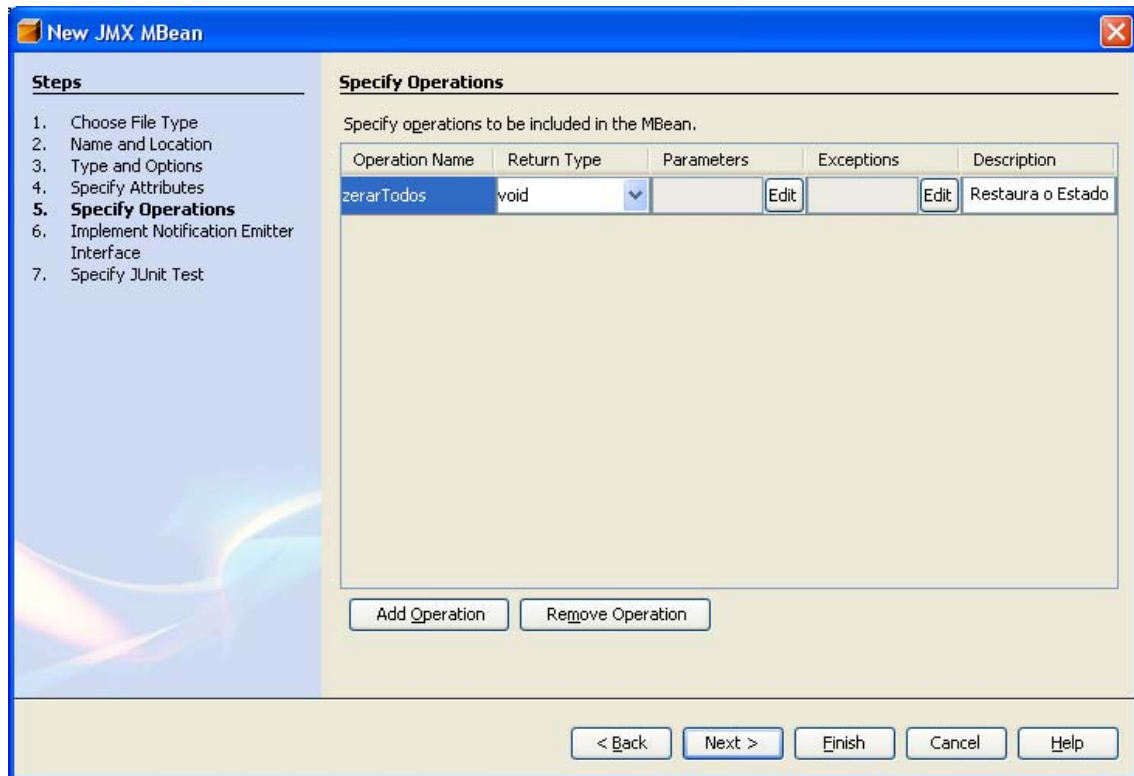 New JMX MBean
Steps
1. Choose File Type
2. Name and Location
3. Type and Options
4. Specify Attributes
5. Specify Operations
6. Implement Notification Emitter
Interface
7. Specify JUnit Test
Specify Operations
Specify operations to be included in the MBean.
Operation Name Return Type Parameters Exceptions Description
zerarTodos void Edit Edit Restaura o Estado
Add Operation Remove Operation
< Back Next > Finish Cancel Help